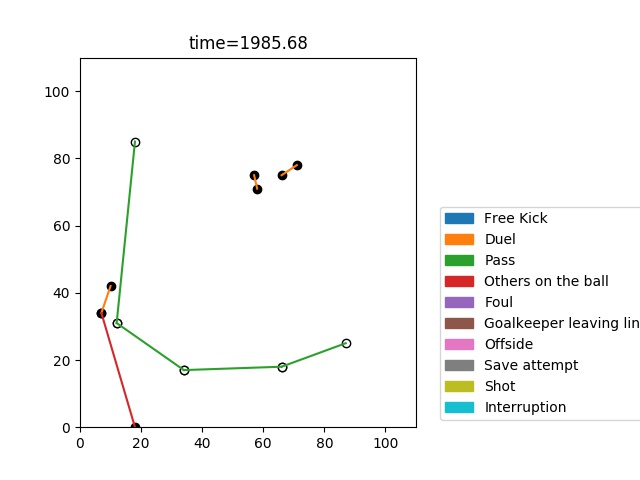 time=1985.68
100
80
60
40
20
0
0 20 40 60 80 100
Free Kick
Duel
Pass
Others on the ball
Foul
Goalkeeper leaving lin
Offside
Save attempt
Shot
Interruption